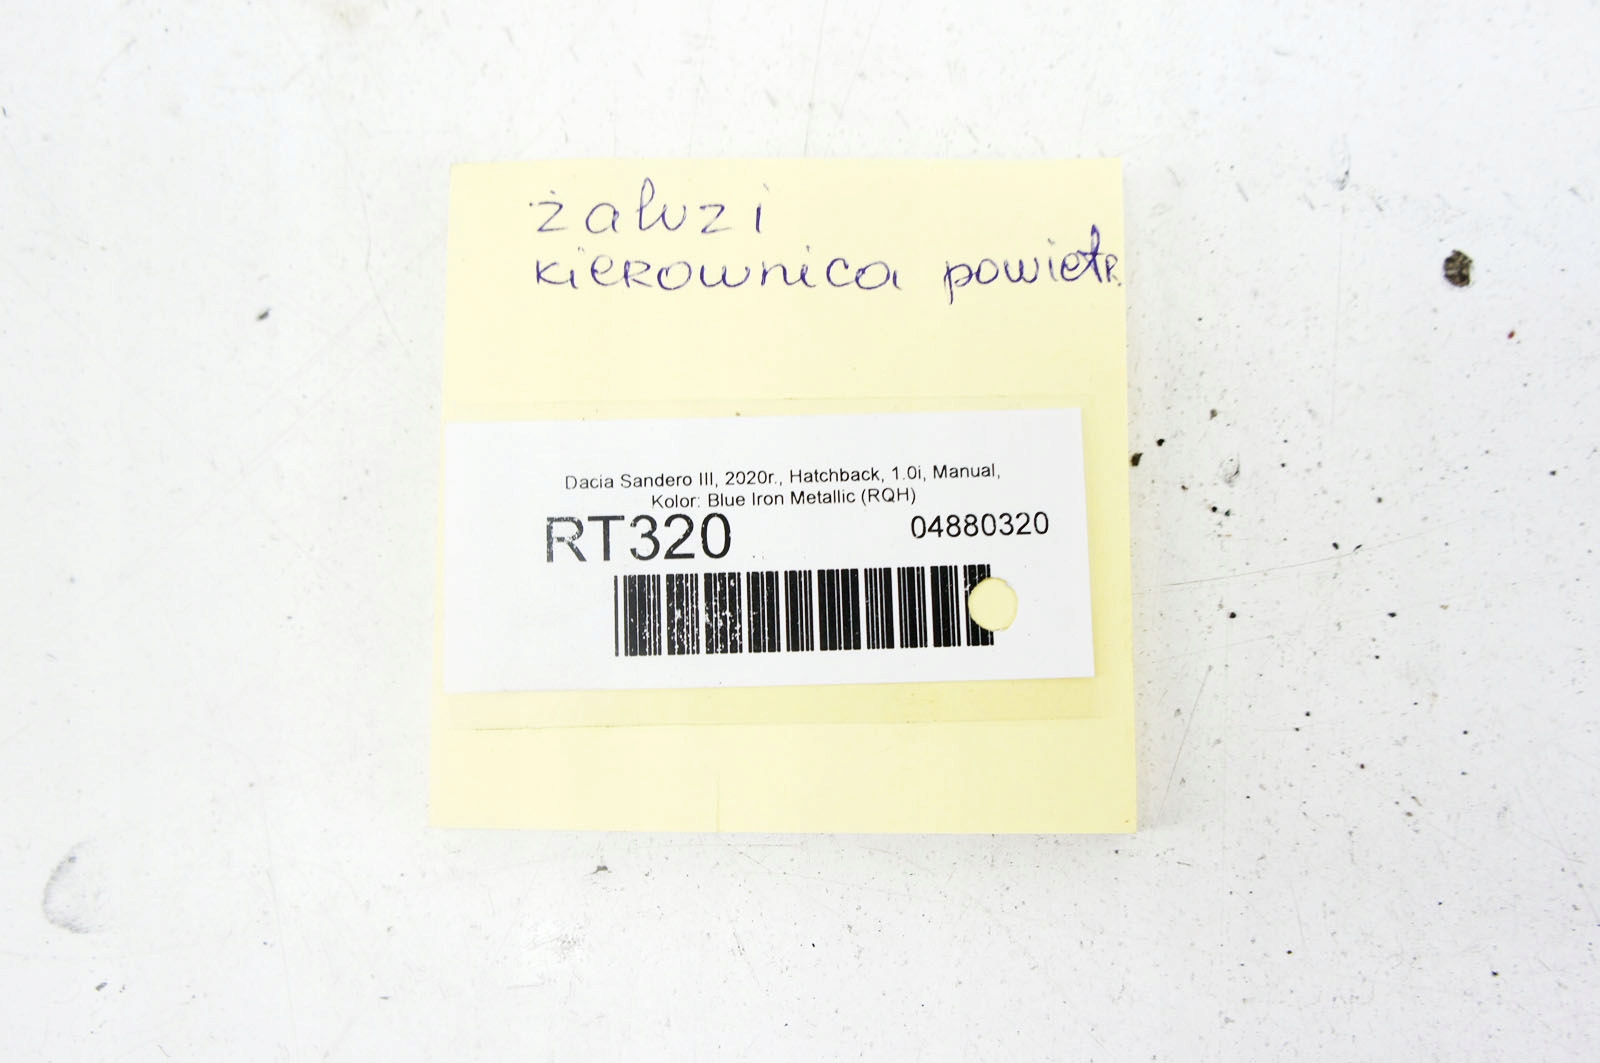 żaluzi
kierownica powietr.
Dacia Sandero III, 2020r., Hatchback, 1.0i, Manual,
Kolor: Blue Iron Metallic (RQH)
RT320
04880320